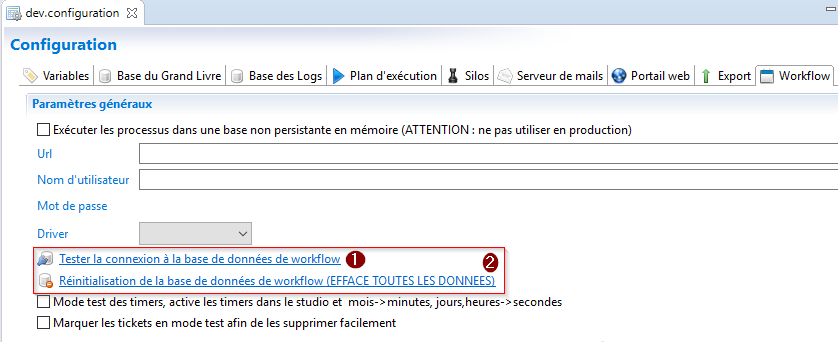 dev.configuration
Configuration
Variables Base du Grand Livre Base des Logs Plan d'exécution Silos Serveur de mails Portail web Export Workflow
Paramètres généraux
Exécuter les processus dans une base non persistante en mémoire (ATTENTION : ne pas utiliser en production)
Url
Nom d'utilisateur
Mot de passe
Driver
Tester la connexion à la base de données de workflow 1
2
Réinitialisation de la base de données de workflow (EFFACE TOUTES LES DONNEES)
Mode test des timers, active les timers dans le studio et mois->minutes, jours,heures->secondes
Marquer les tickets en mode test afin de les supprimer facilement